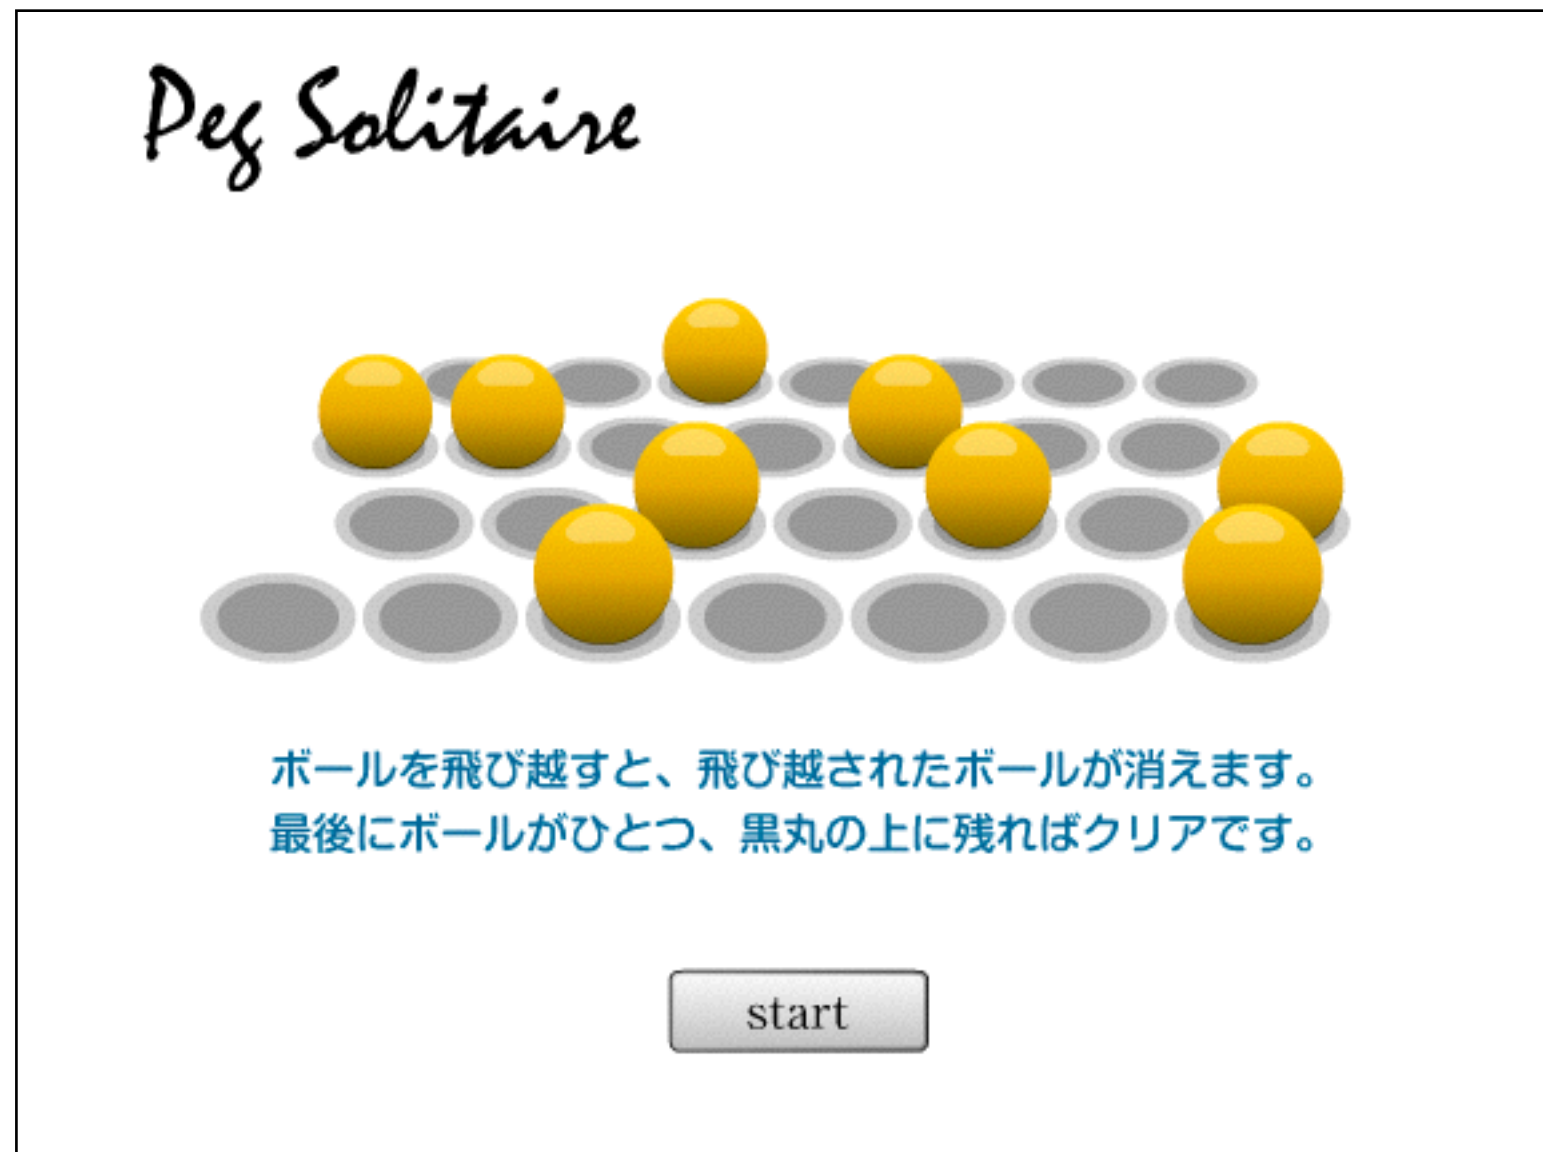 Peg Solitaire
ボールを飛び越すと、飛び越されたボールが消えます。
最後にボールがひとつ、黒丸の上に残ればクリアです。
start